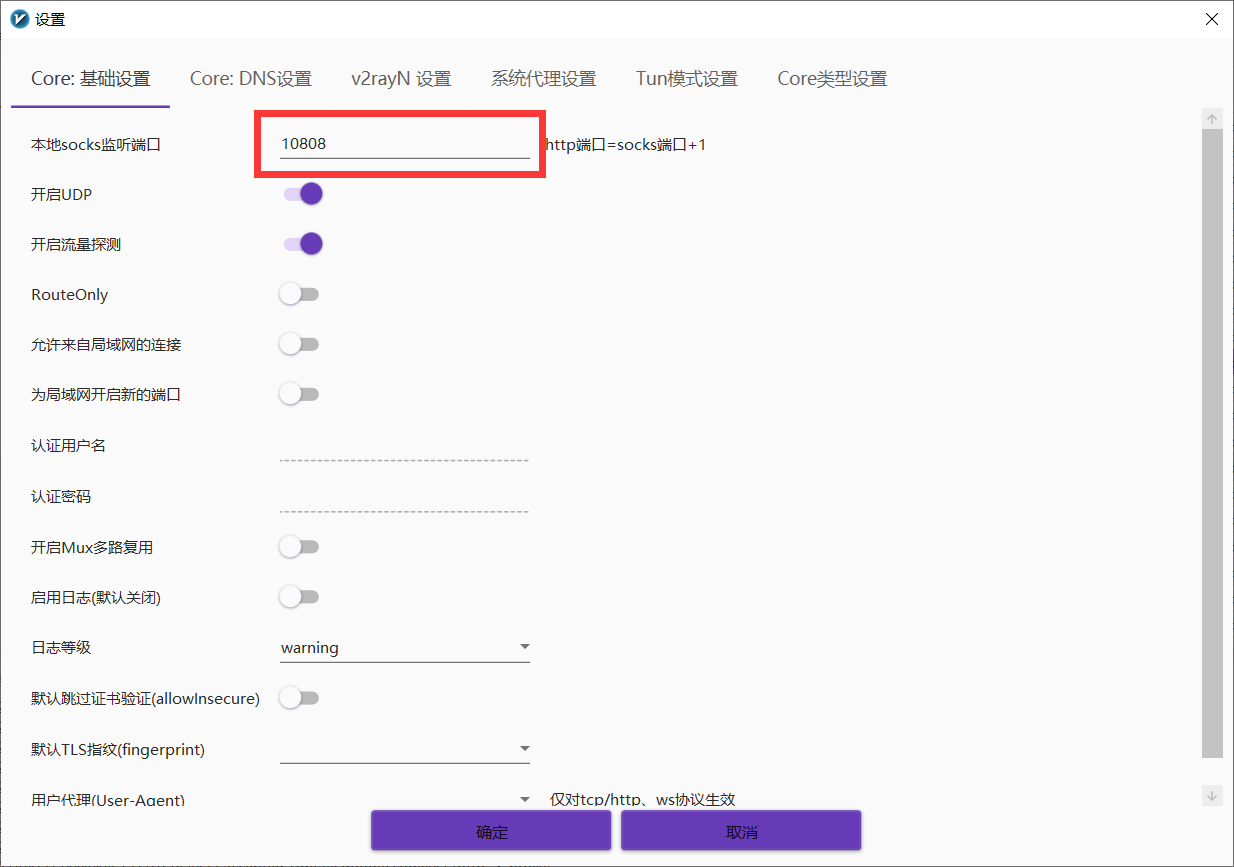 设置
Core: 基础设置 Core: DNS设置 v2rayN 设置 系统代理设置 Tun模式设置 Core类型设置
本地socks监听端口 10808 http端口=socks端口+1
开启UDP
开启流量探测
RouteOnly
允许来自局域网的连接
为局域网开启新的端口
认证用户名
认证密码
开启Mux多路复用
启用日志(默认关闭)
日志等级 warning
默认跳过证书验证(allowInsecure)
默认TLS指纹(fingerprint)
用户代理(User-Agent) 仅对tcp/http、ws协议生效
确定 取消